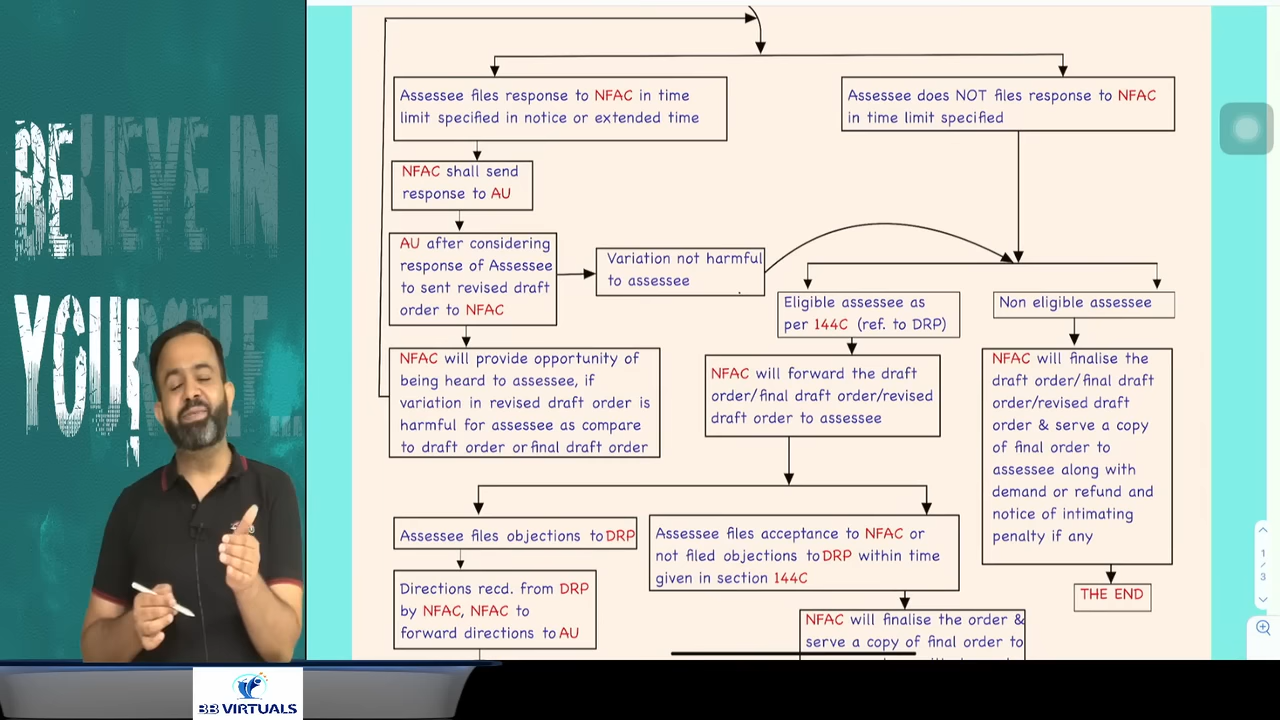 BELIEVE IN
YOURSELF...
Assessee files response to NFAC in time
limit specified in notice or extended time
Assessee does NOT files response to NFAC
in time limit specified
NFAC shall send
response to AU
AU after considering
response of Assessee
to sent revised draft
order to NFAC
Variation not harmful
to assessee
Eligible assessee as
per 144C (ref. to DRP)
Non eligible assessee
NFAC will provide opportunity of
being heard to assessee, if
variation in revised draft order is
harmful for assessee as compare
to draft order or final draft order
NFAC will forward the draft
order/final draft order/revised
draft order to assessee
NFAC will finalise the
draft order/final draft
order/revised draft
order & serve a copy
of final order to
assessee along with
demand or refund and
notice of intimating
penalty if any
THE END
Assessee files objections to DRP
Assessee files acceptance to NFAC or
not filed objections to DRP within time
given in section 144C
Directions recd. from DRP
by NFAC, NFAC to
forward directions to AU
NFAC will finalise the order &
serve a copy of final order to
1
/
3
BB VIRTUALS